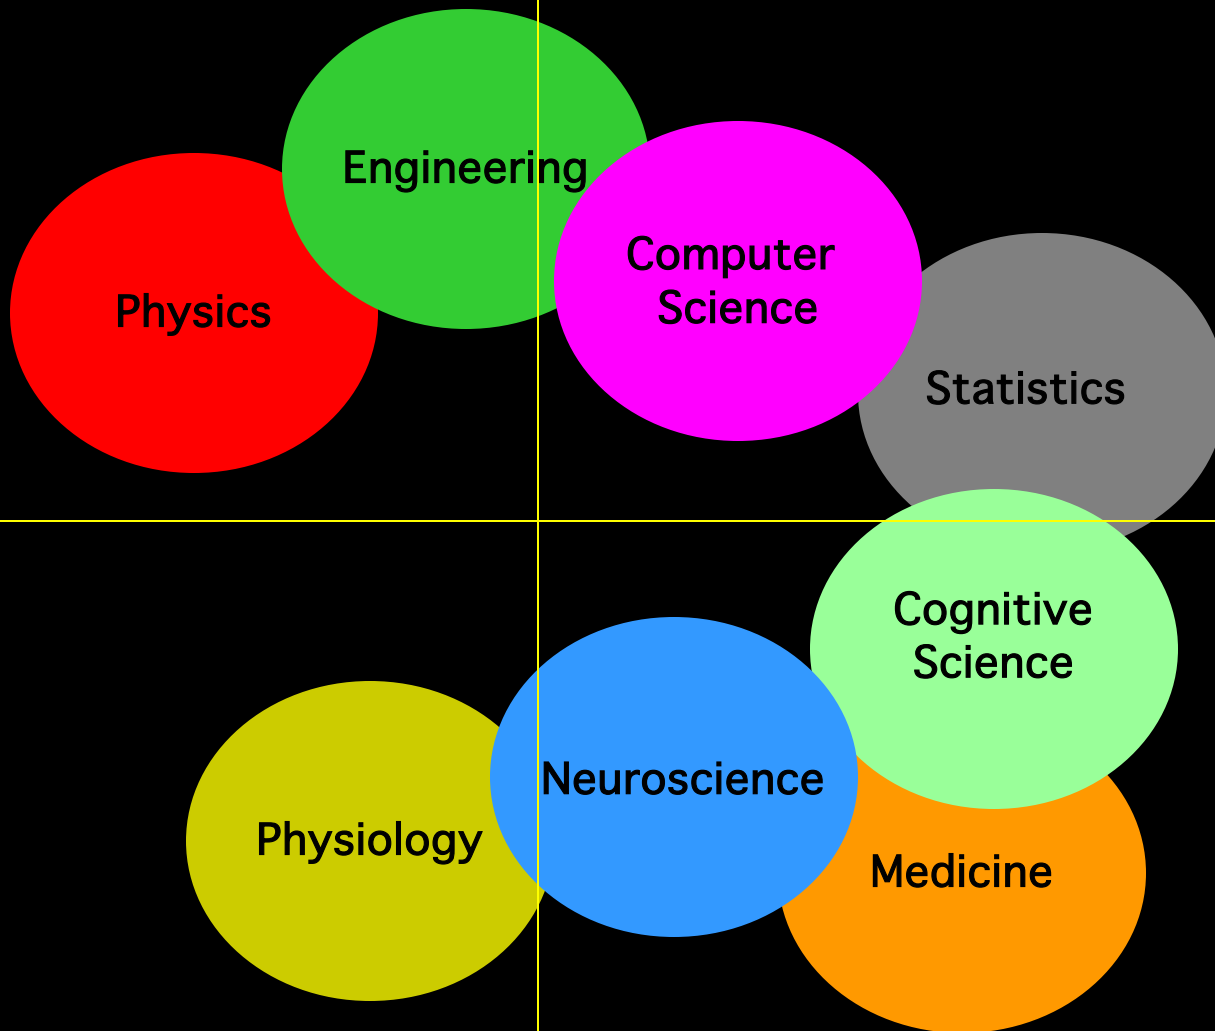 Engineering
Physics
Computer
Science
Statistics
Cognitive
Science
Neuroscience
Physiology
Medicine